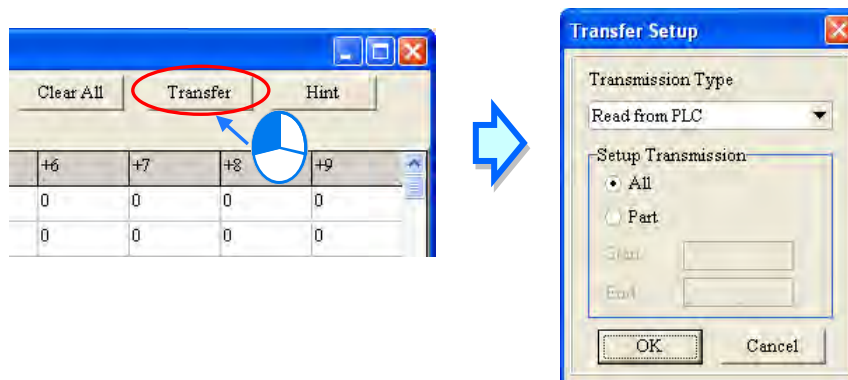 Clear All Transfer Hint
+6 +7 +8 +9
0 0 0 0
0 0 0 0
Transfer Setup
Transmission Type
Read from PLC
Setup Transmission
All
Part
Start
End
OK Cancel